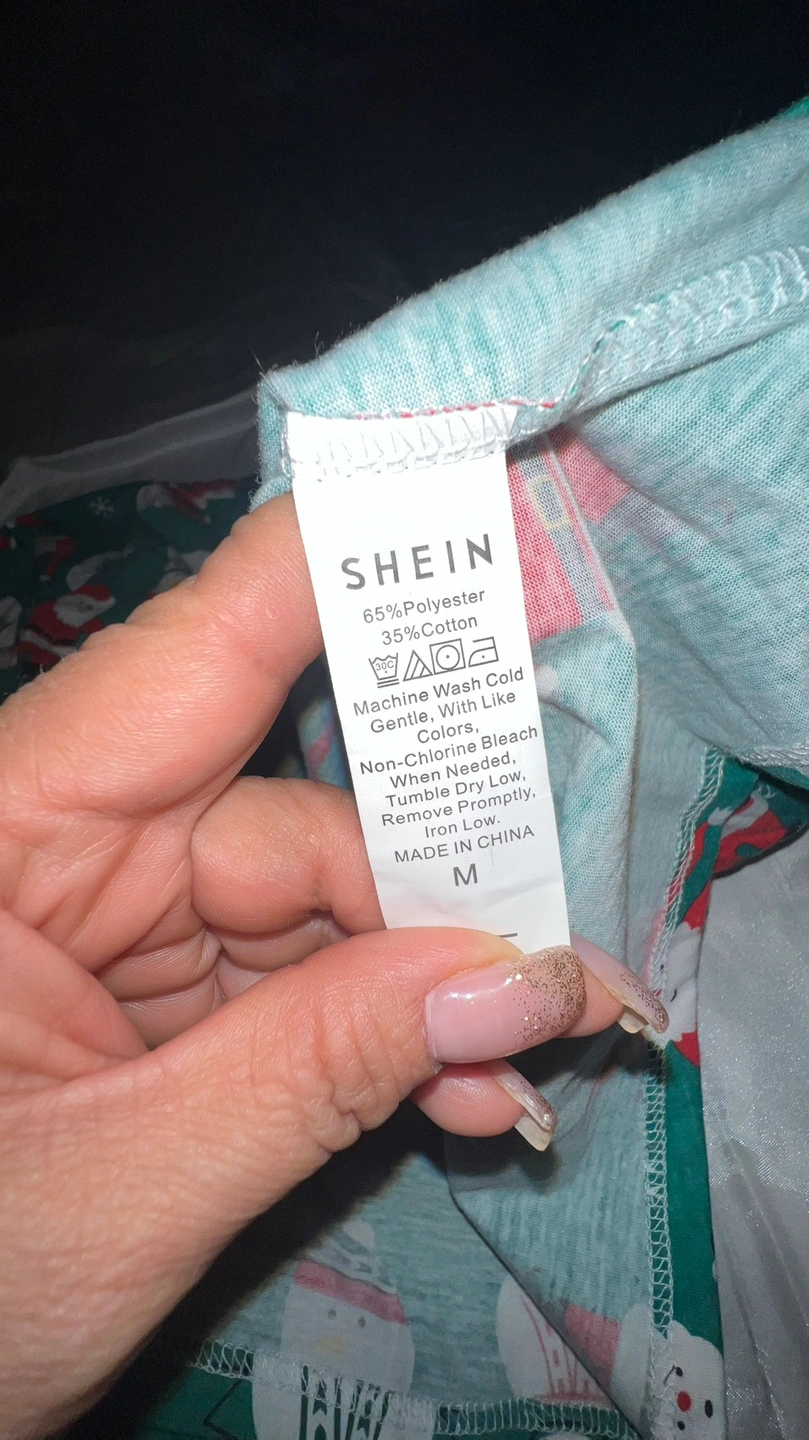 SHEIN
65%Polyester
35%Cotton
30C
Machine Wash Cold
Gentle, With Like
Colors,
Non-Chlorine Bleach
When Needed,
Tumble Dry Low,
Remove Promptly,
Iron Low.
MADE IN CHINA
M